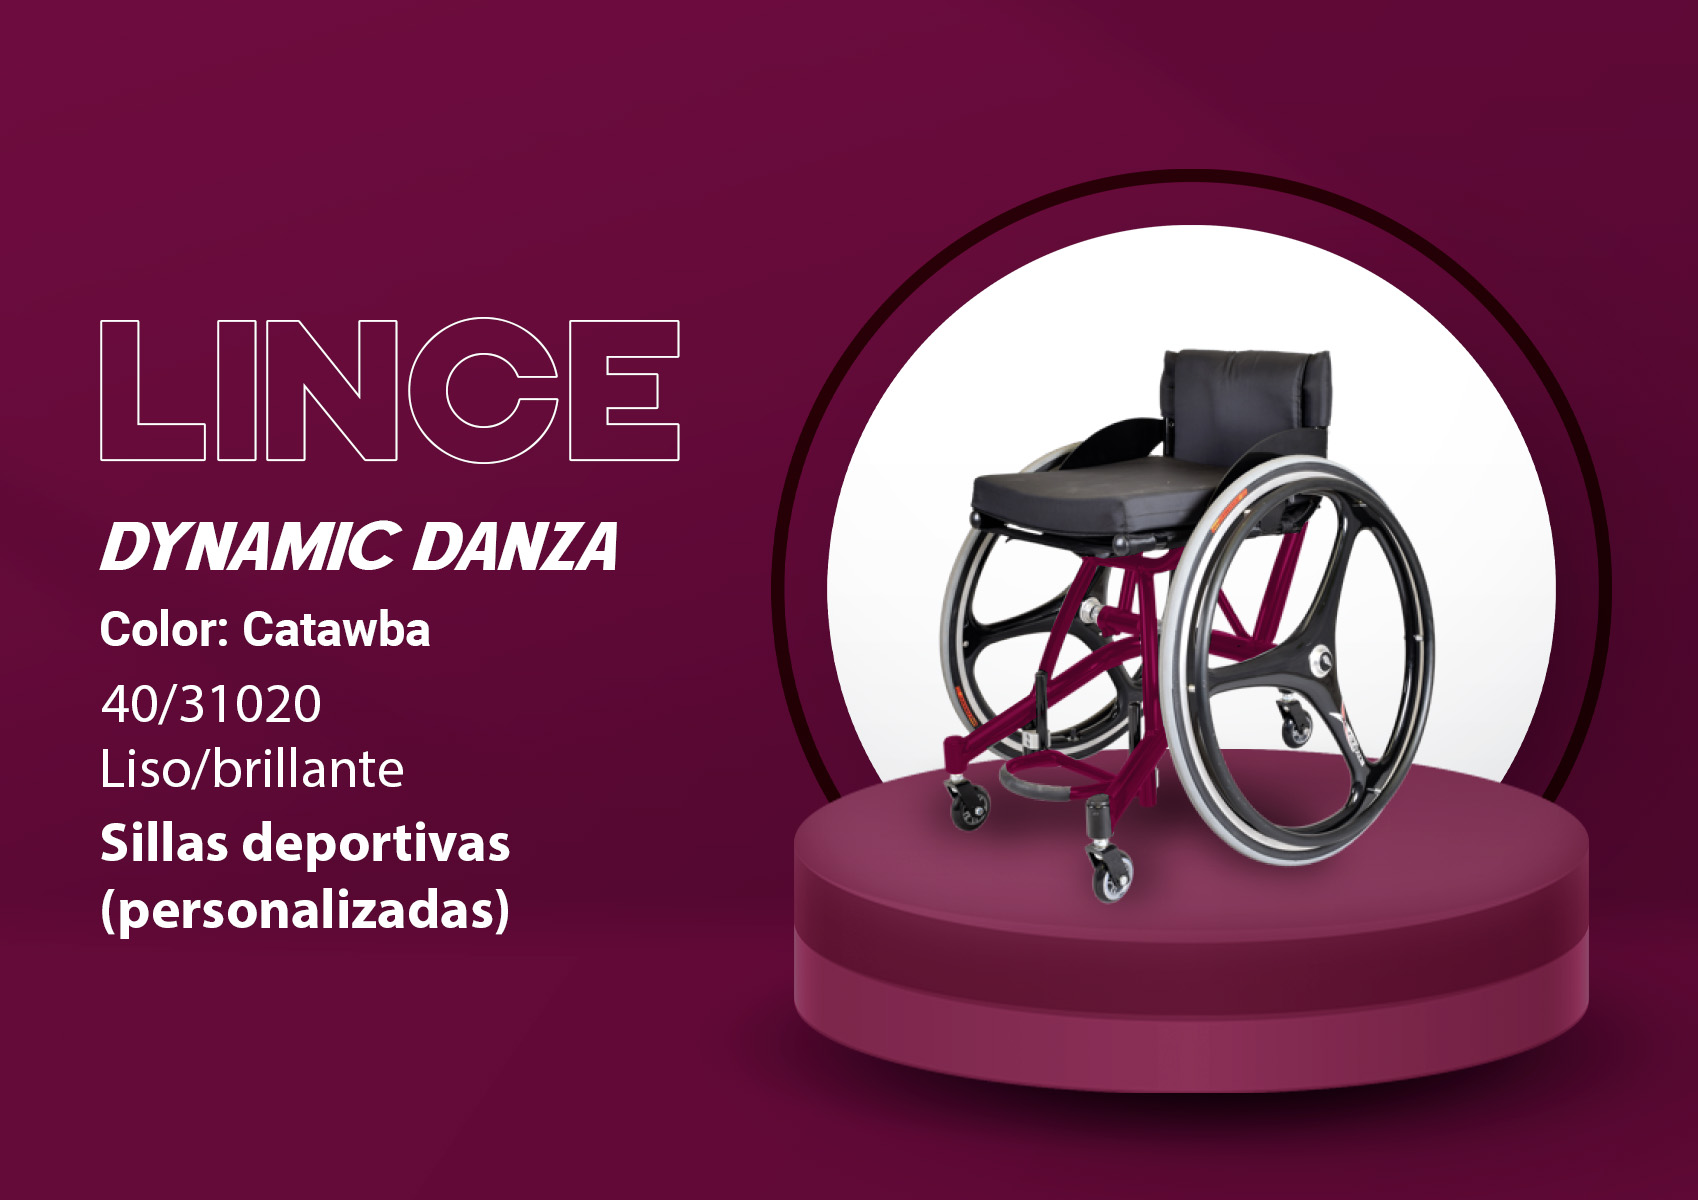 LINCE
DYNAMIC DANZA
Color: Catawba
40/31020
Liso/brillante
Sillas deportivas
(personalizadas)